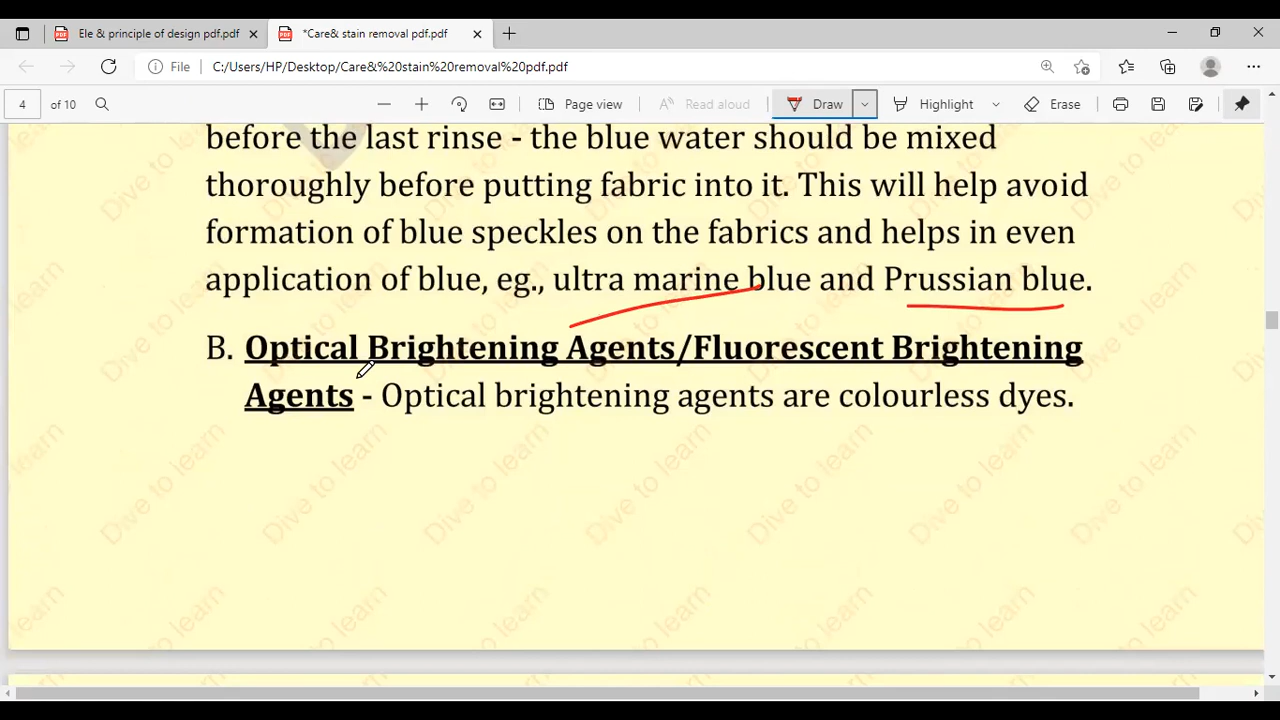 Ele & principle of design pdf.pdf
*Care& stain removal pdf.pdf
File
C:/Users/HP/Desktop/Care&%20stain%20removal%20pdf.pdf
4 of 10
Page view
Read aloud
Draw
Highlight
Erase
before the last rinse - the blue water should be mixed
thoroughly before putting fabric into it. This will help avoid
formation of blue speckles on the fabrics and helps in even
application of blue, eg., ultra marine blue and Prussian blue.
B. Optical Brightening Agents/Fluorescent Brightening
Agents - Optical brightening agents are colourless dyes.
Dive to learn